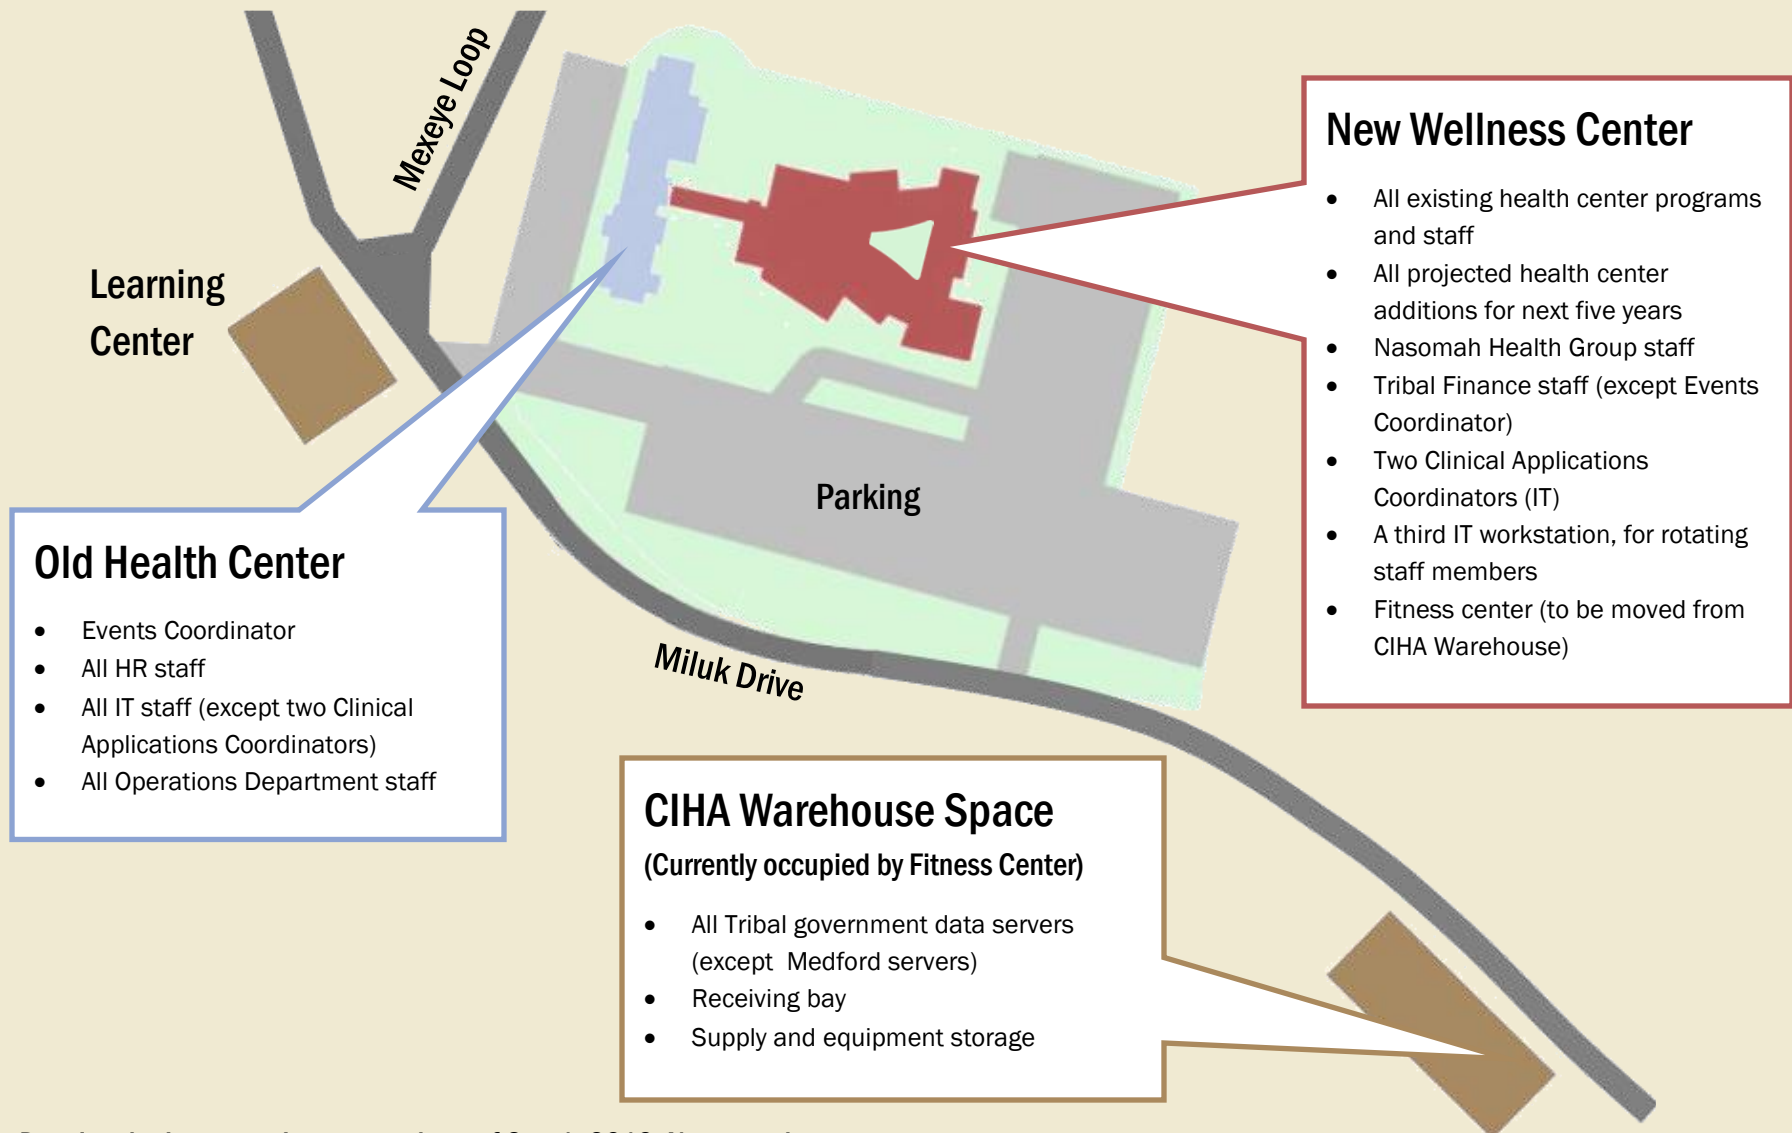 Mexeye Loop
Learning
Center
Parking
Miluk Drive
New Wellness Center
• All existing health center programs
and staff
• All projected health center
additions for next five years
• Nasomah Health Group staff
• Tribal Finance staff (except Events
Coordinator)
• Two Clinical Applications
Coordinators (IT)
• A third IT workstation, for rotating
staff members
• Fitness center (to be moved from
CIHA Warehouse)
Old Health Center
• Events Coordinator
• All HR staff
• All IT staff (except two Clinical
Applications Coordinators)
• All Operations Department staff
CIHA Warehouse Space
(Currently occupied by Fitness Center)
• All Tribal government data servers
(except Medford servers)
• Receiving bay
• Supply and equipment storage